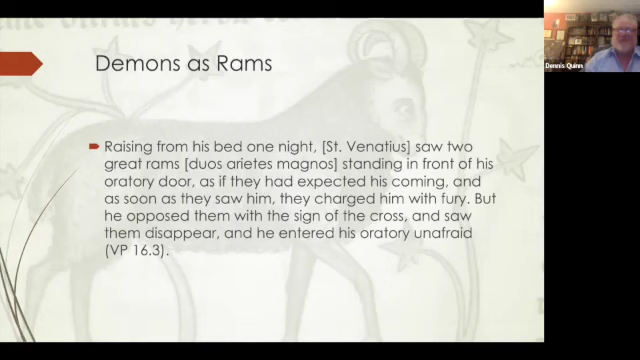 Demons as Rams
Raising from his bed one night, [St. Venatius] saw two
great rams [duos arietes magnos] standing in front of his
oratory door, as if they had expected his coming, and
as soon as they saw him, they charged him with fury. But
he opposed them with the sign of the cross, and saw
them disappear, and he entered his oratory unafraid
(VP 16.3).
Dennis Quinn